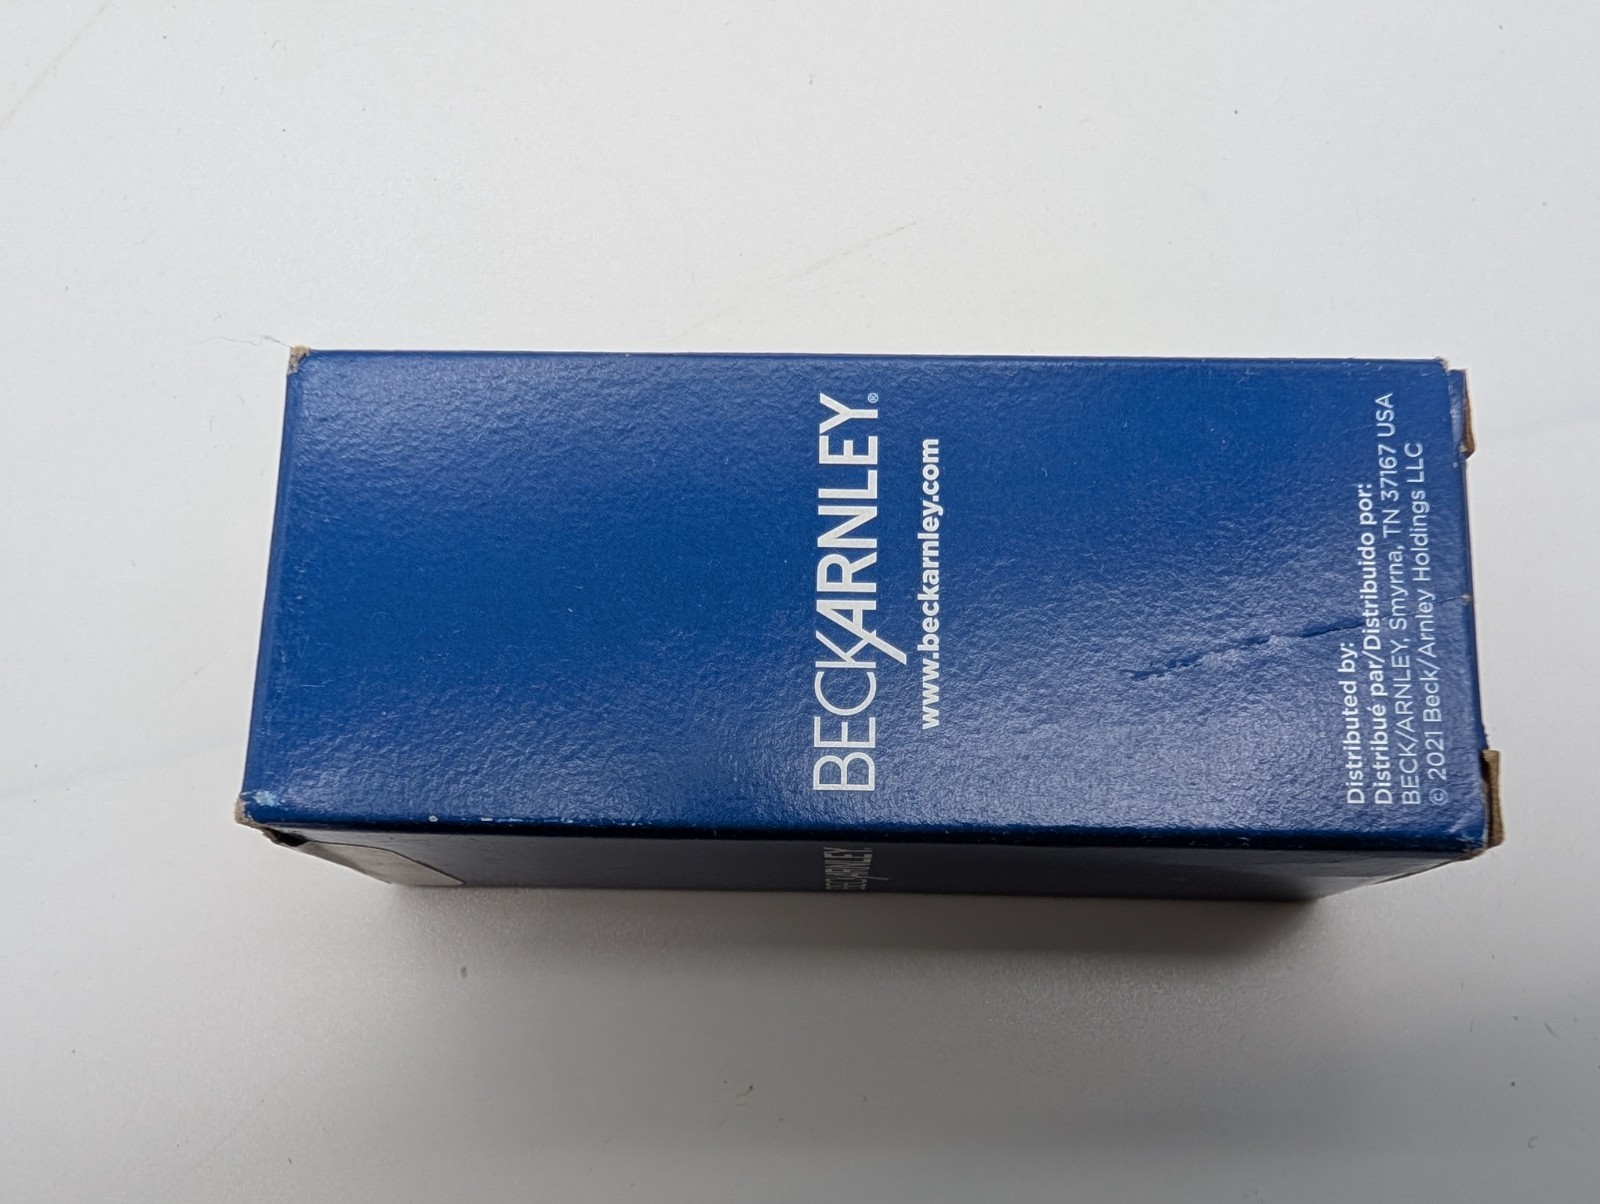 BECKARNLEY®
www.beckarnley.com
Distributed by:
Distribué par/Distribuido por:
BECK/ARNLEY, Smyrna, TN 37167 USA
© 2021 Beck/Arnley Holdings LLC
BECKARNLEY